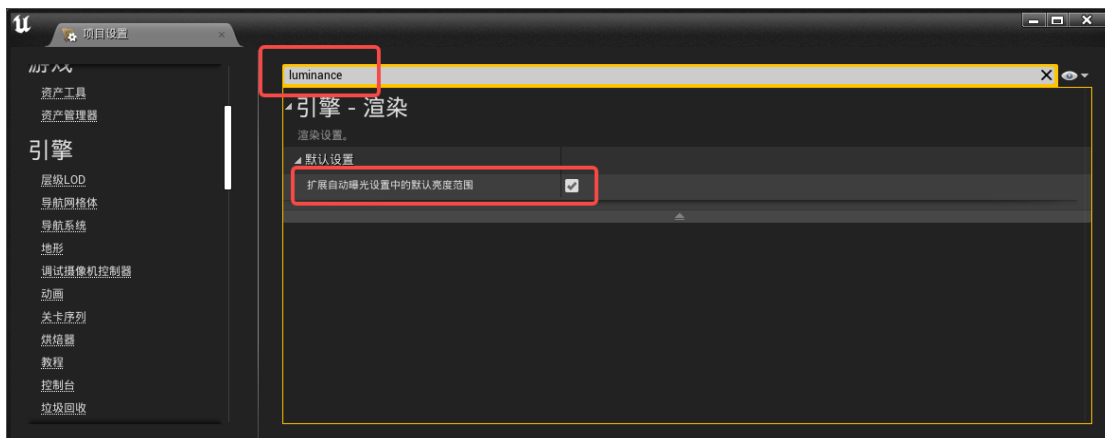 项目设置
资产工具
资产管理器
引擎
层级LOD
导航网格体
导航系统
地形
调试摄像机控制器
动画
关卡序列
烘焙器
教程
控制台
垃圾回收
luminance
引擎 - 渲染
渲染设置。
默认设置
扩展自动曝光设置中的默认亮度范围